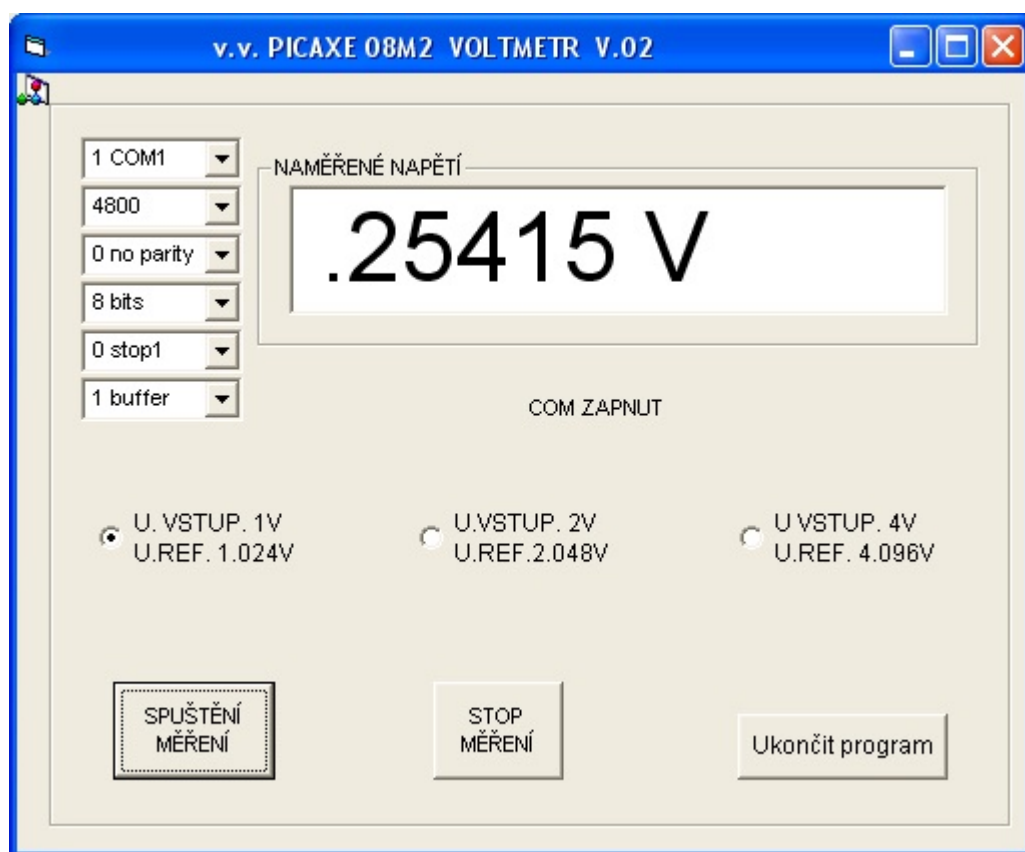 v.v. PICAXE 08M2 VOLTMETR V.02
1 COM1
4800
0 no parity
8 bits
0 stop1
1 buffer
NAMĚŘENÉ NAPĚTÍ
.25415 V
COM ZAPNUT
U. VSTUP. 1V
U.REF. 1.024V
U.VSTUP. 2V
U.REF.2.048V
U VSTUP. 4V
U.REF. 4.096V
SPUŠTĚNÍ
MĚŘENÍ
STOP
MĚŘENÍ
Ukončit program